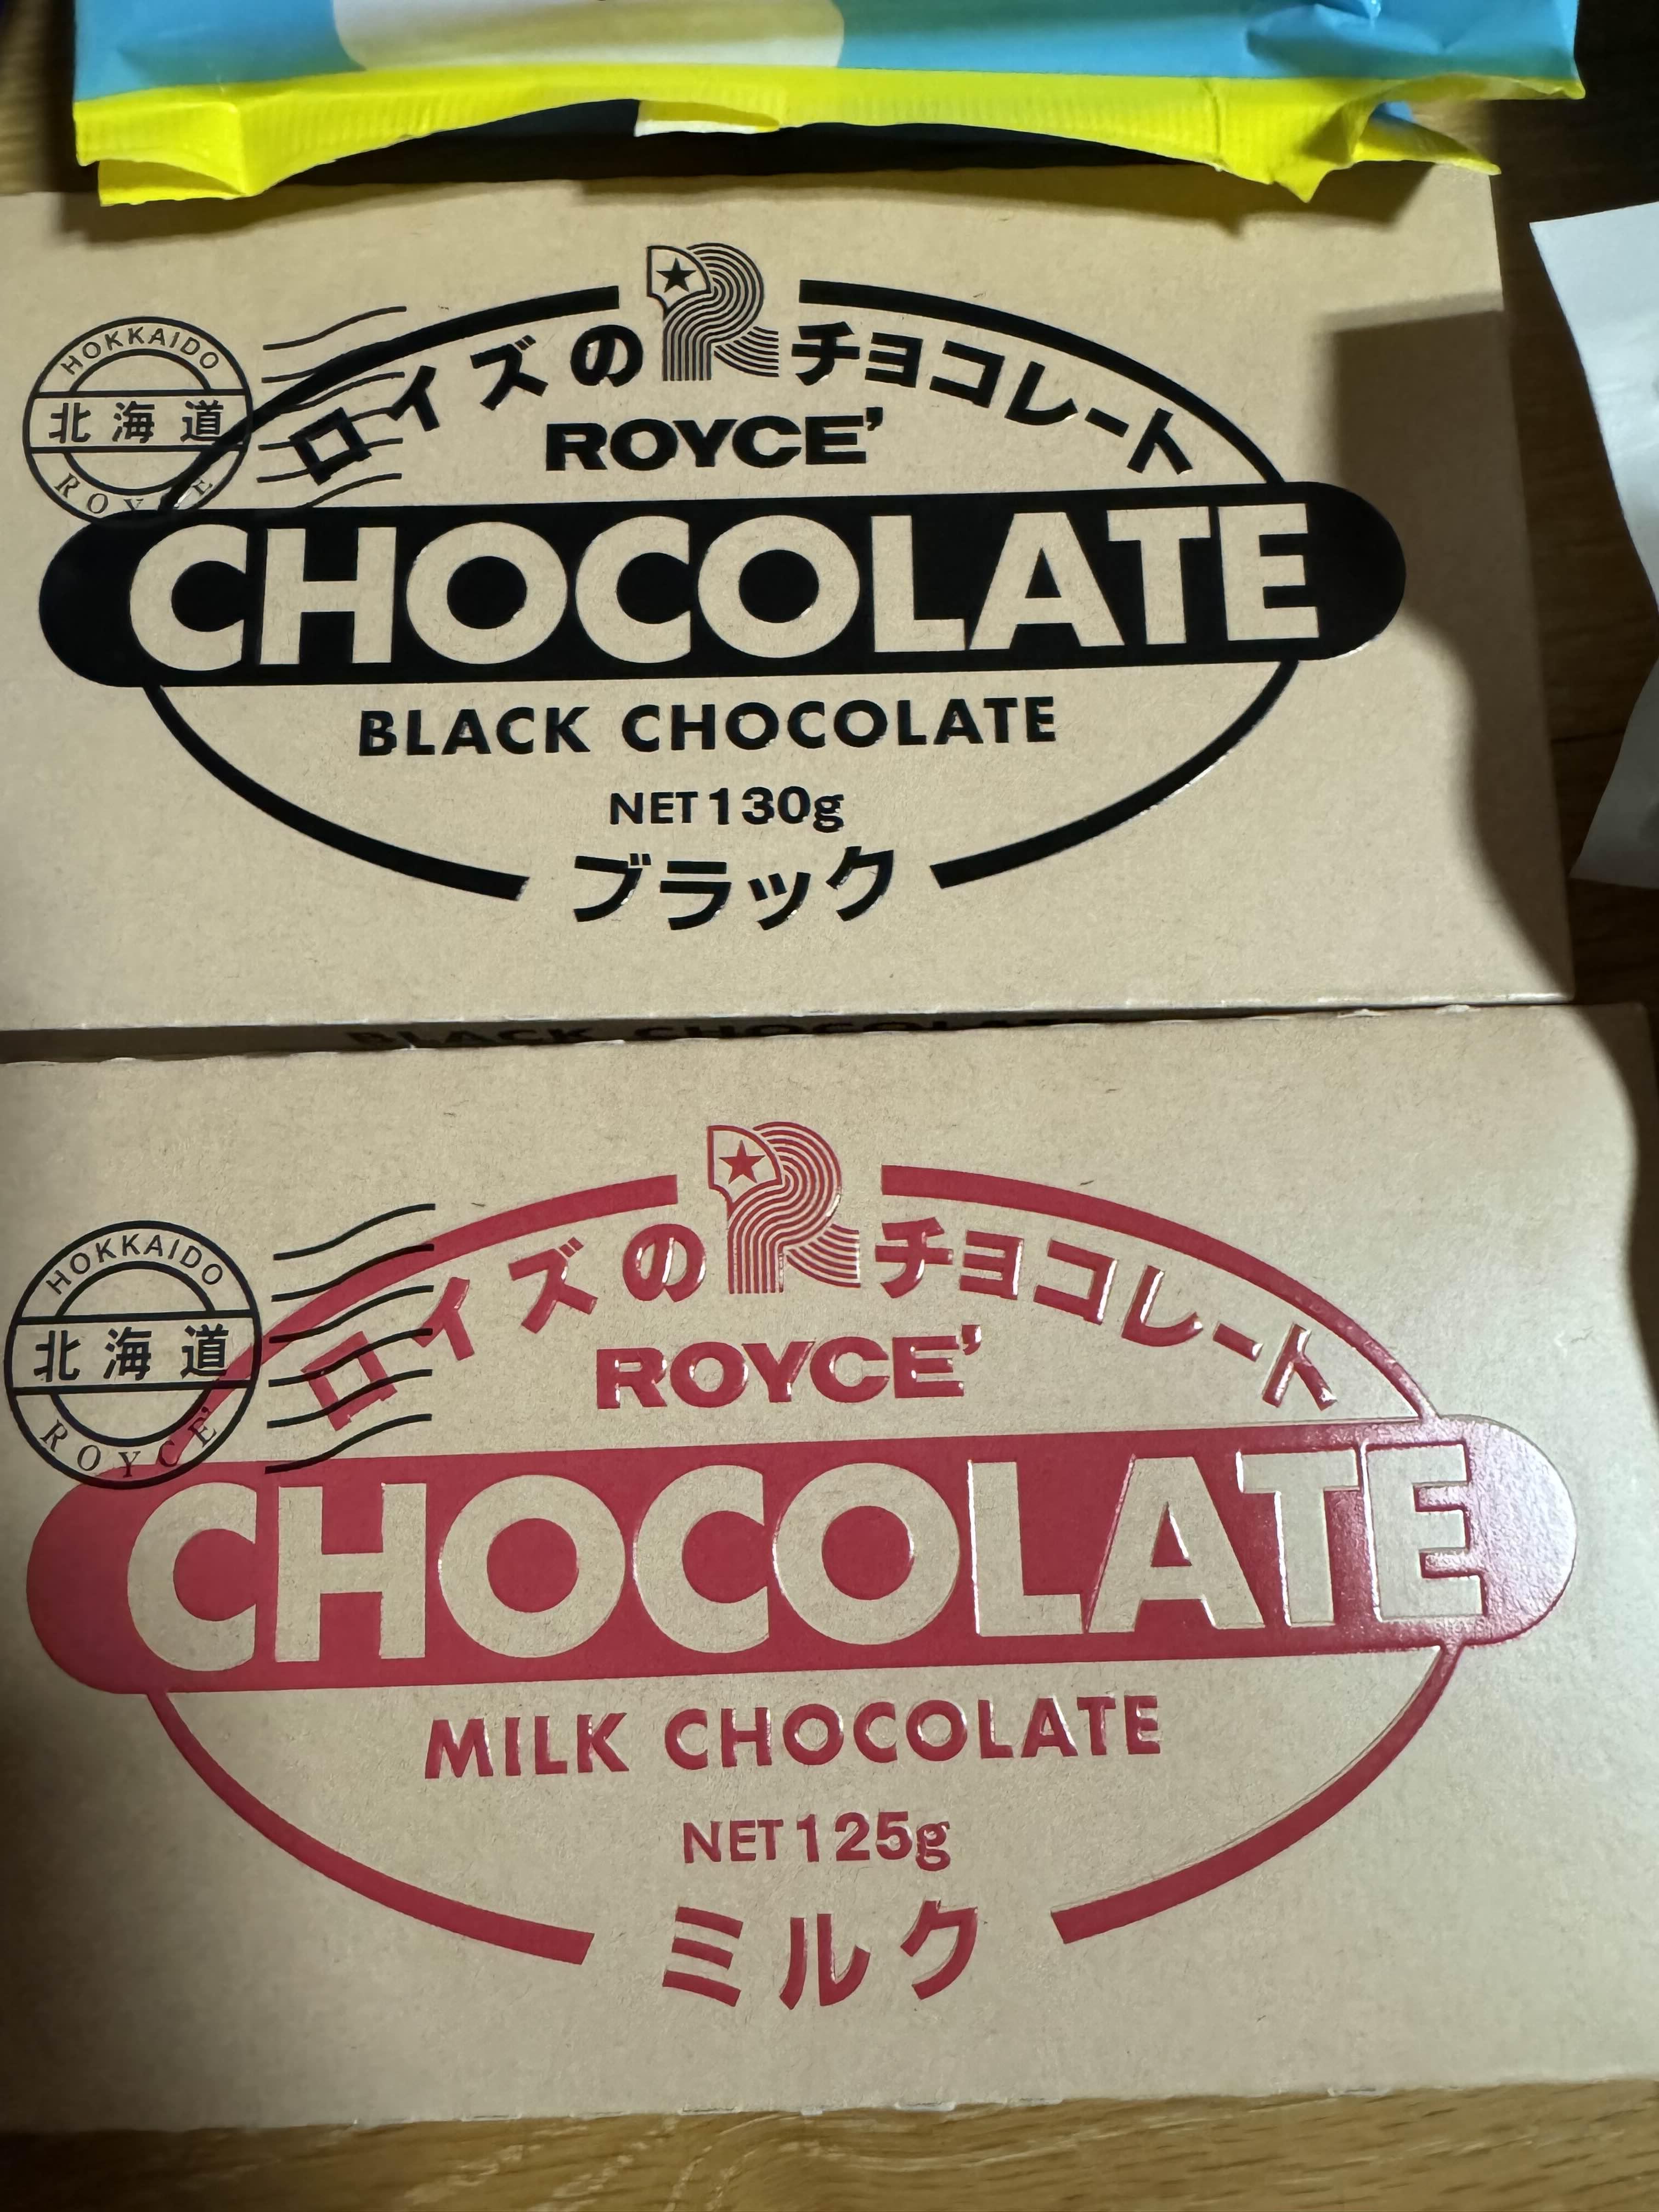 HOKKAIDO
北海道
ROYCE'
ロイズのチョコレート
ROYCE'
CHOCOLATE
BLACK CHOCOLATE
NET 130g
ブラック
BLACK CHOCOLATE
HOKKAIDO
北海道
ROYCE'
ロイズのチョコレート
ROYCE'
CHOCOLATE
MILK CHOCOLATE
NET 125g
ミルク